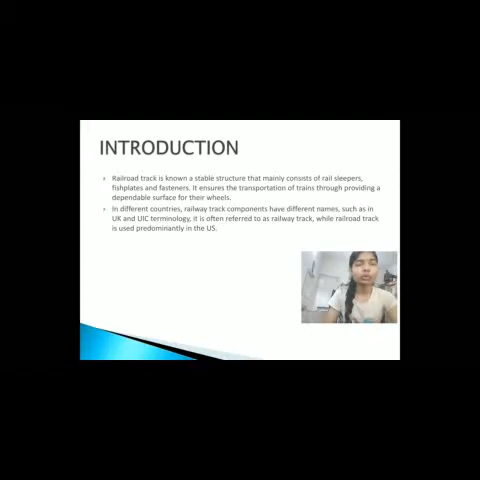 INTRODUCTION
Railroad track is known a stable structure that mainly consists of rail sleepers,
fishplates and fasteners. It ensures the transportation of trains through providing a
dependable surface for their wheels.
In different countries, railway track components have different names, such as in
UK and UIC terminology, it is often referred to as railway track, while railroad track
is used predominantly in the US.